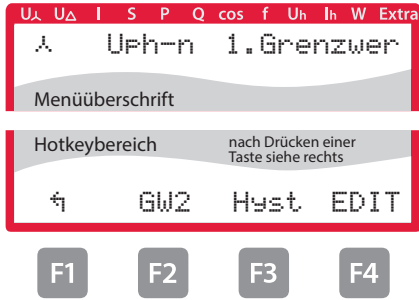 U⅄ U△ I S P Q cos f Uh Ih W Extra
⅄ UPh-n 1.Grenzwer
Menüüberschrift
Hotkeybereich nach Drücken einer
Taste siehe rechts
↰ GW2 Hyst EDIT
F1 F2 F3 F4